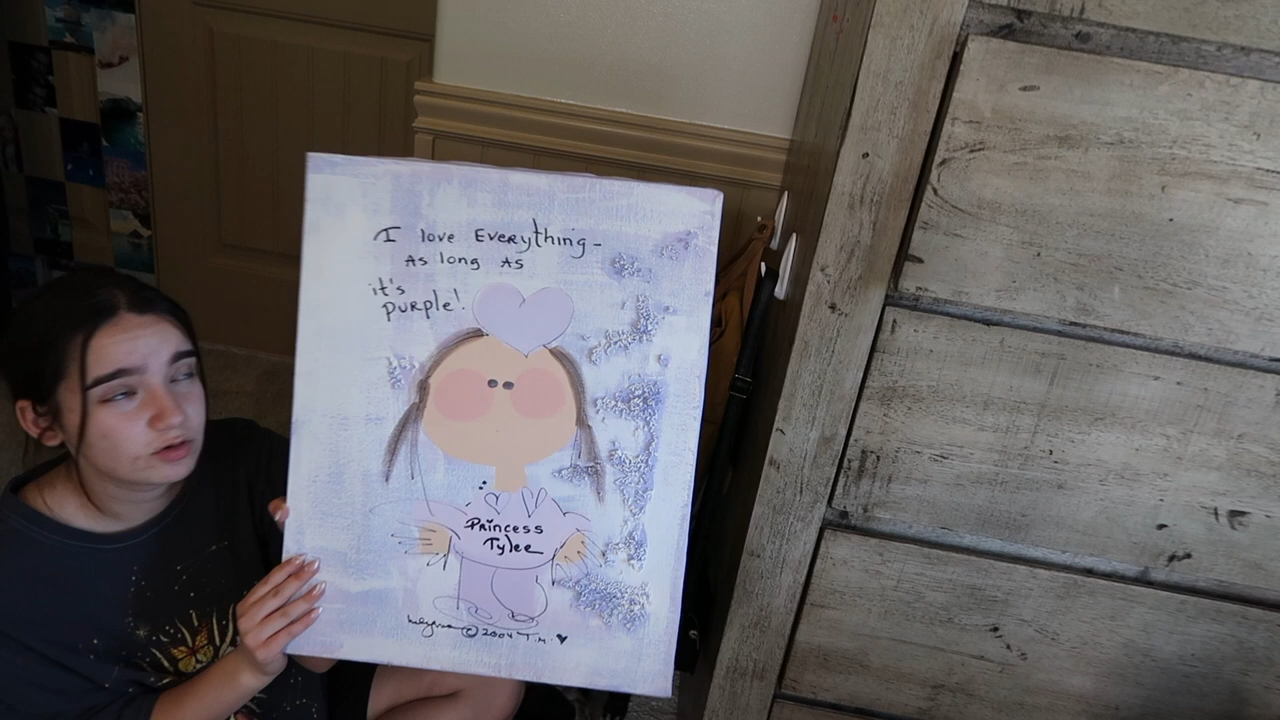 I love Everything-
As long As
it's
purple!
Princess
Tylee
© 2004 T.M.